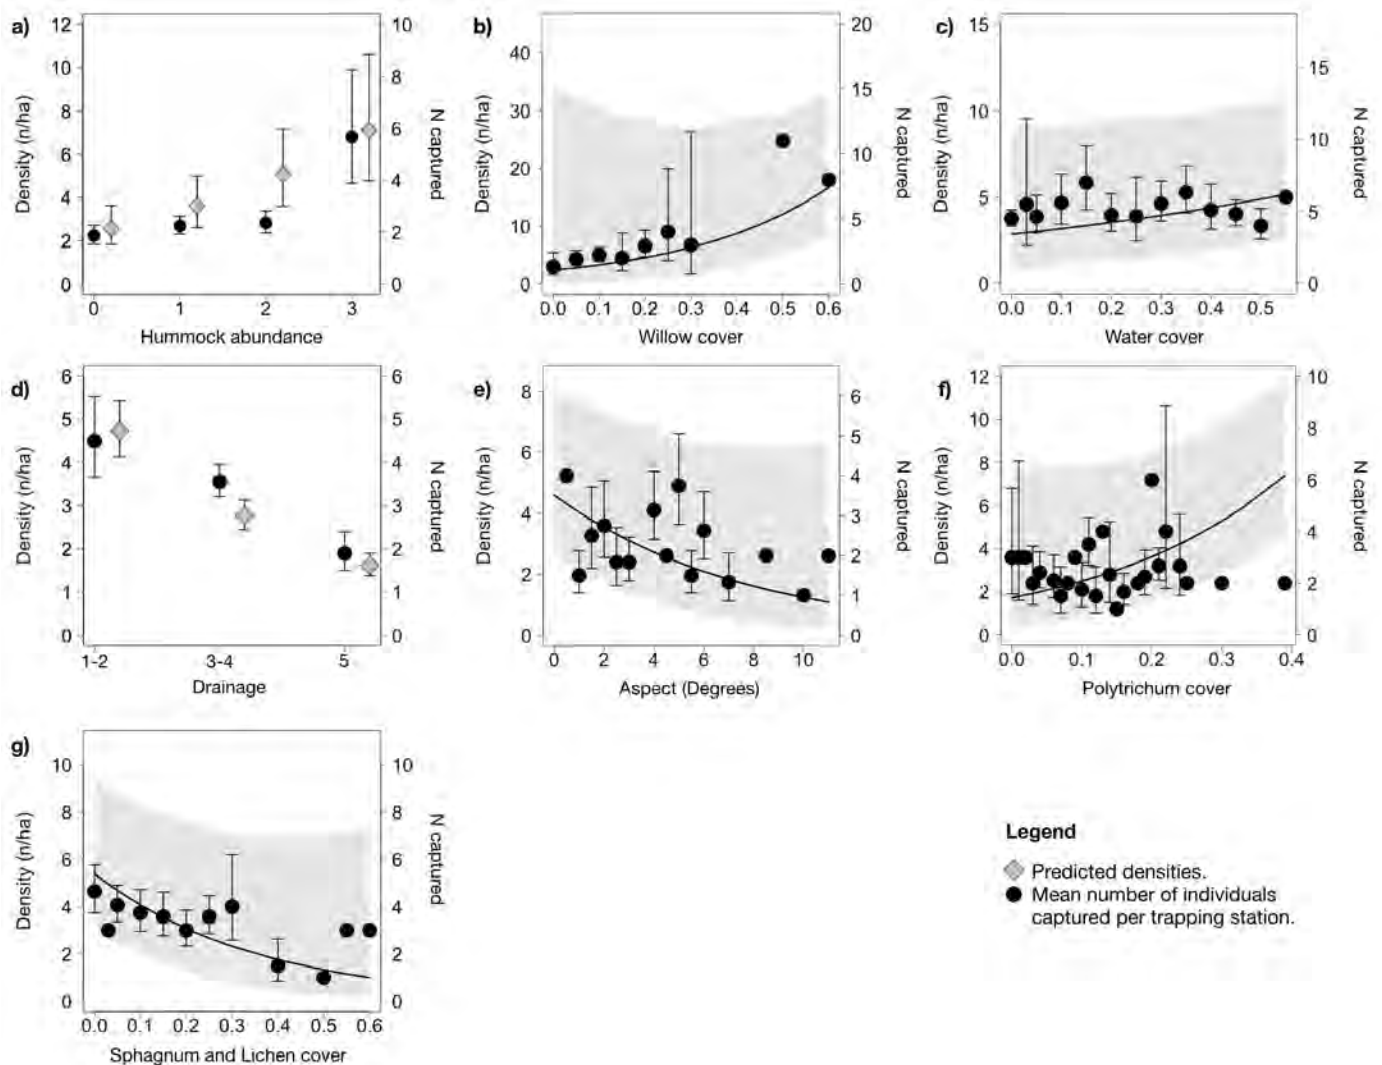 a)
12
10
8
6
4
2
0
Density (n/ha)
10
8
6
4
2
0
N captured
0 1 2 3
Hummock abundance
b)
40
30
20
10
0
Density (n/ha)
20
15
10
5
0
N captured
0.0 0.1 0.2 0.3 0.4 0.5 0.6
Willow cover
c)
15
10
5
0
Density (n/ha)
15
10
5
0
N captured
0.0 0.1 0.2 0.3 0.4 0.5
Water cover
d)
6
5
4
3
2
1
0
Density (n/ha)
6
5
4
3
2
1
0
N captured
1-2 3-4 5
Drainage
e)
8
6
4
2
0
Density (n/ha)
6
5
4
3
2
1
0
N captured
0 2 4 6 8 10
Aspect (Degrees)
f)
12
10
8
6
4
2
0
Density (n/ha)
10
8
6
4
2
0
N captured
0.0 0.1 0.2 0.3 0.4
Polytrichum cover
g)
10
8
6
4
2
0
Density (n/ha)
10
8
6
4
2
0
N captured
0.0 0.1 0.2 0.3 0.4 0.5 0.6
Sphagnum and Lichen cover
Legend
Predicted densities.
Mean number of individuals
captured per trapping station.